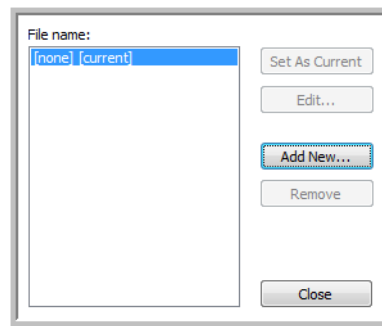 File name:
[none] [current]
Set As Current
Edit...
Add New...
Remove
Close